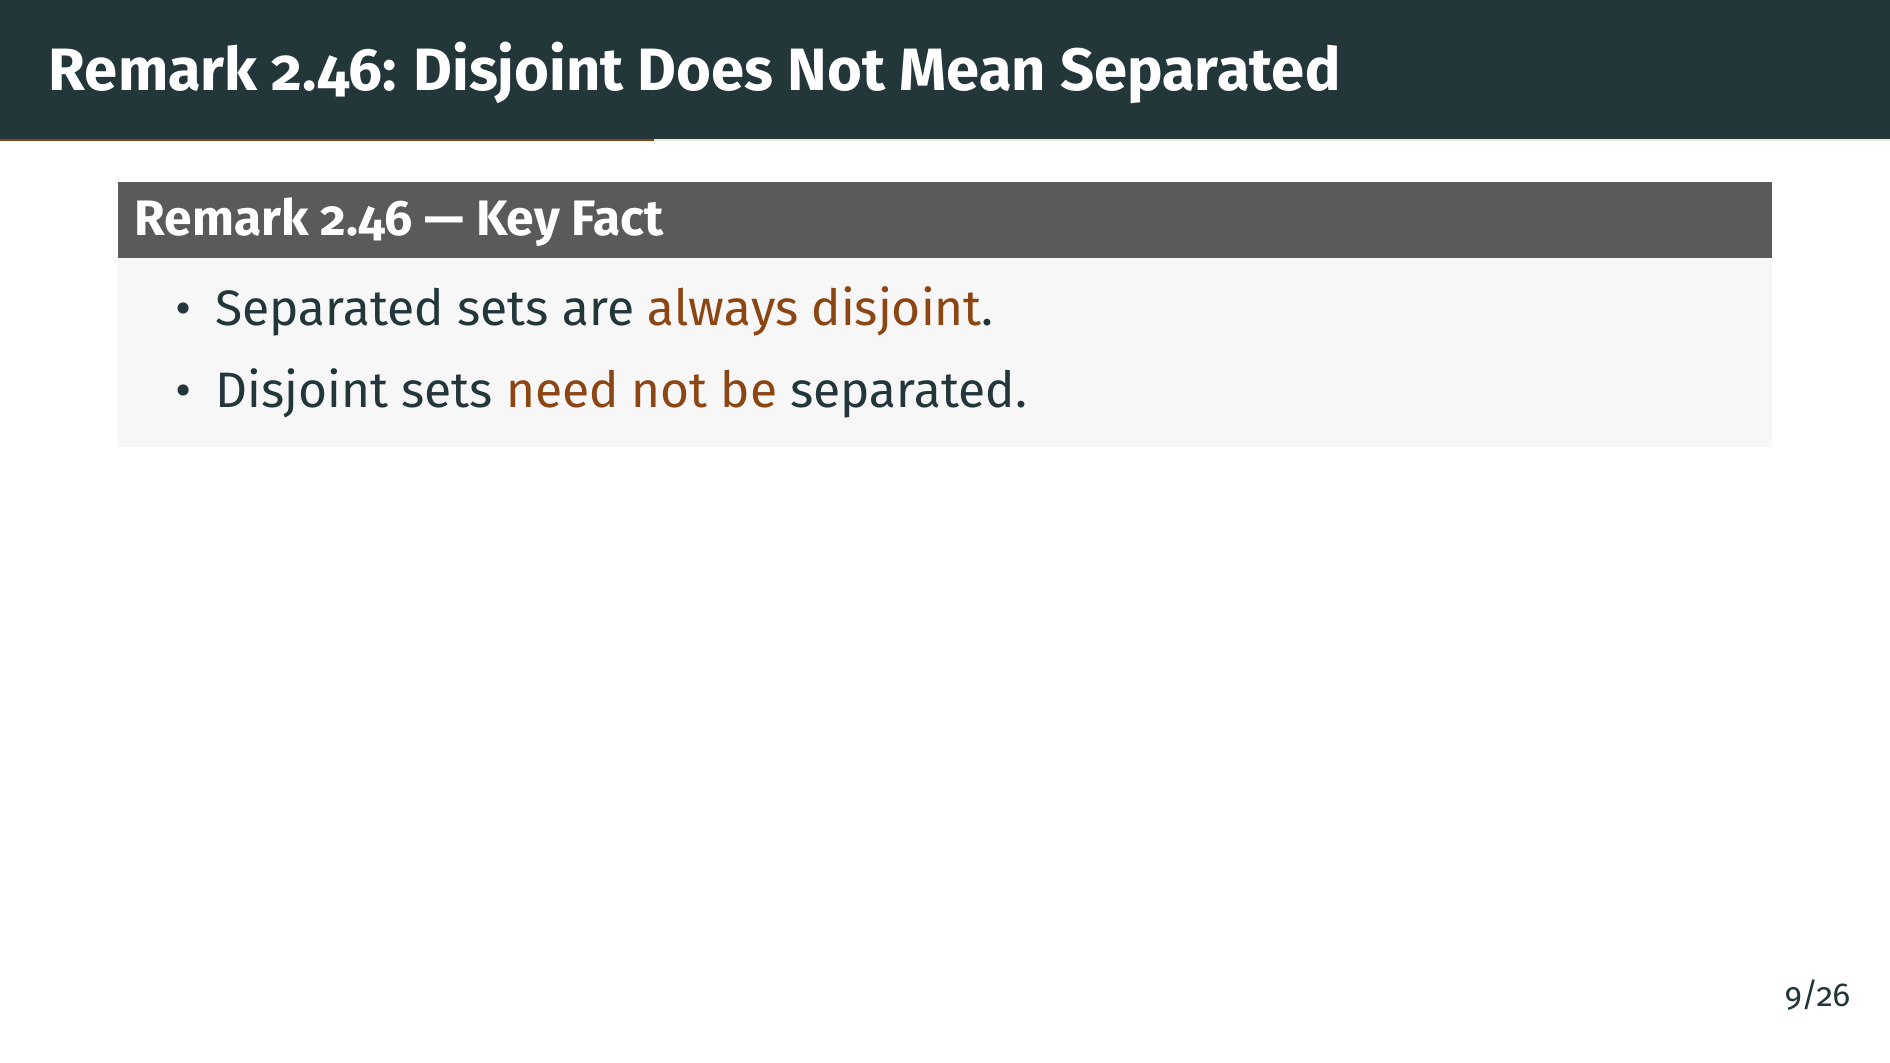 Remark 2.46: Disjoint Does Not Mean Separated
Remark 2.46 — Key Fact
• Separated sets are always disjoint.
• Disjoint sets need not be separated.
9/26